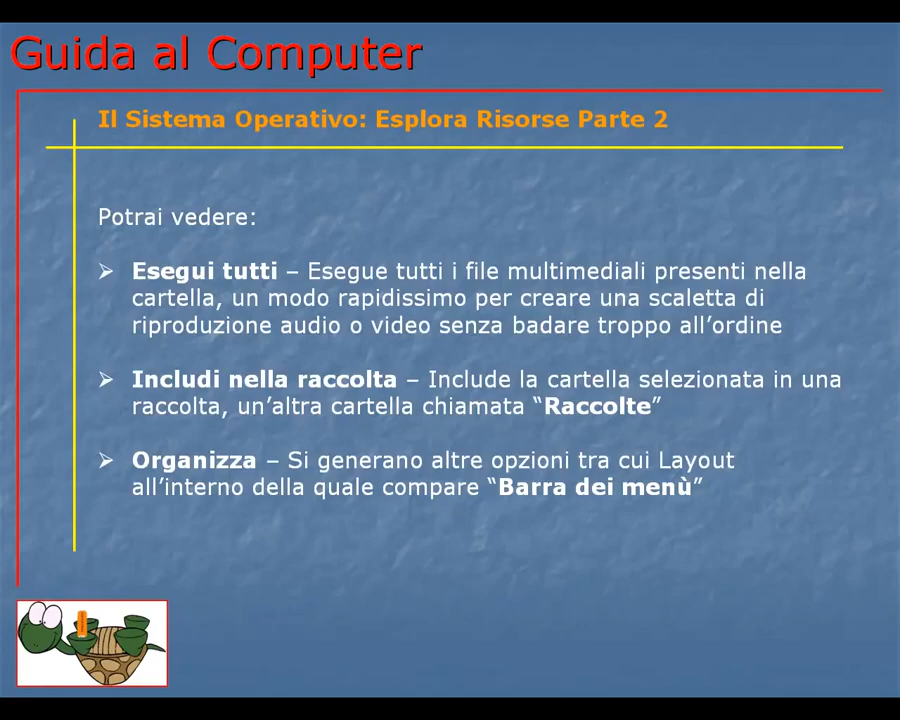 Guida al Computer
Il Sistema Operativo: Esplora Risorse Parte 2
Potrai vedere:
➢ Esegui tutti – Esegue tutti i file multimediali presenti nella
cartella, un modo rapidissimo per creare una scaletta di
riproduzione audio o video senza badare troppo all’ordine
➢ Includi nella raccolta – Include la cartella selezionata in una
raccolta, un’altra cartella chiamata “Raccolte”
➢ Organizza – Si generano altre opzioni tra cui Layout
all’interno della quale compare “Barra dei menù”